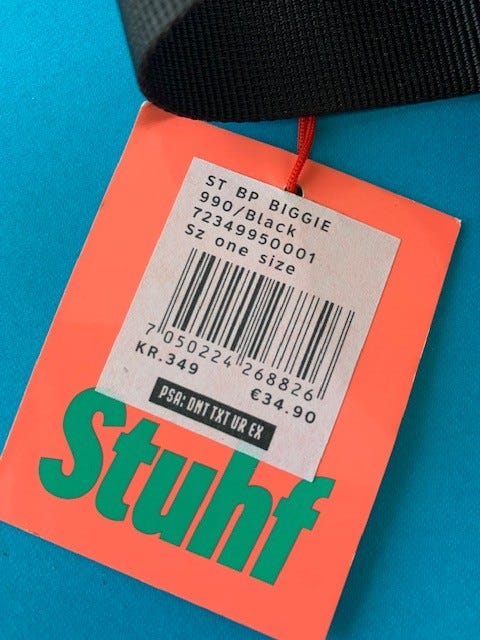 ST BP BIGGIE
990/Black
72349950001
Sz one size
7 050224 268826
KR.349 €34.90
PSA: DNT TXT UR EX
Stuhf